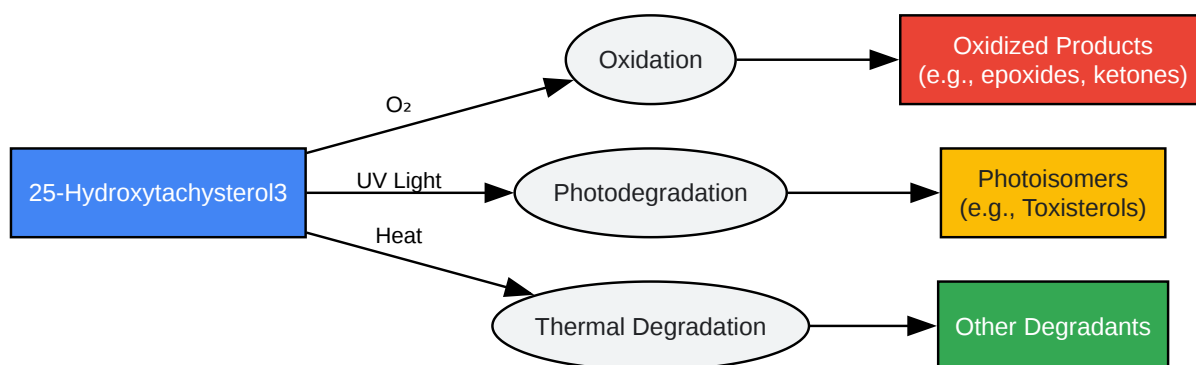 Oxidation
Oxidized Products
(e.g., epoxides, ketones)
O₂
25-Hydroxytachysterol3
UV Light
Photodegradation
Photoisomers
(e.g., Toxisterols)
Heat
Thermal Degradation
Other Degradants